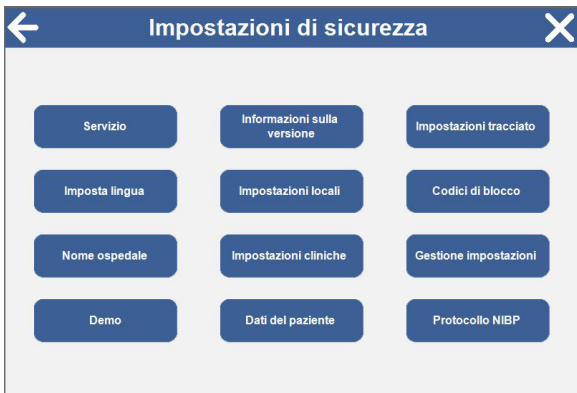 Impostazioni di sicurezza
Servizio
Informazioni sulla
versione
Impostazioni tracciato
Imposta lingua
Impostazioni locali
Codici di blocco
Nome ospedale
Impostazioni cliniche
Gestione impostazioni
Demo
Dati del paziente
Protocollo NIBP